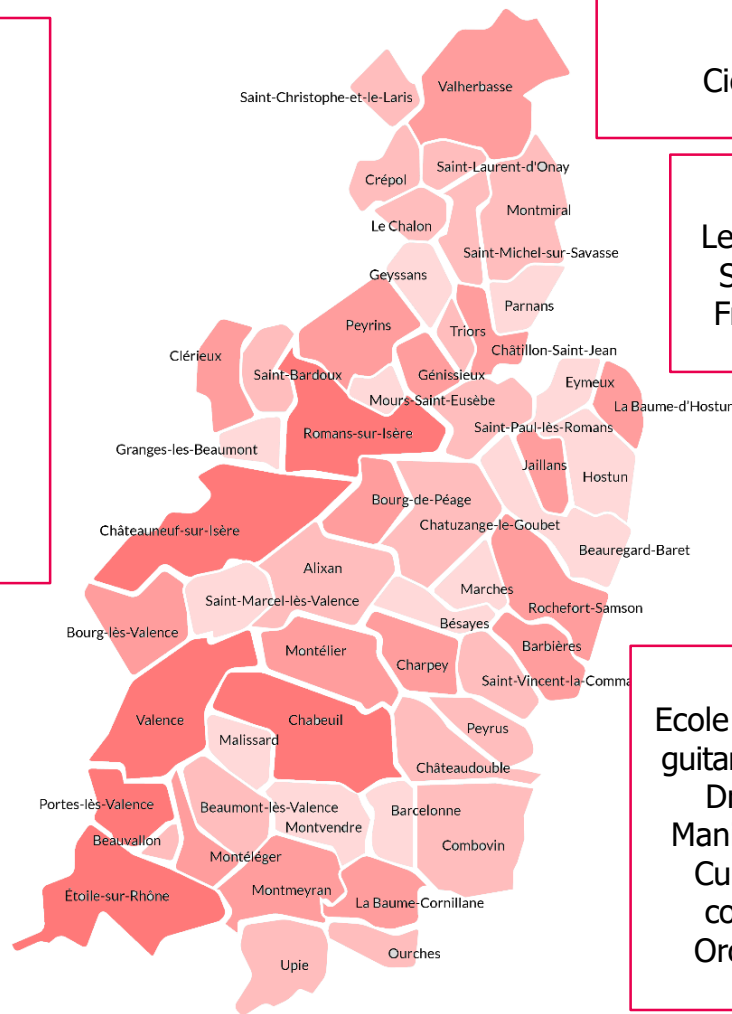 Cie
Valherbasse
Saint-Christophe-et-le-Laris
Saint-Laurent-d'Onay
Crépol
Montmiral
Le Chalon
Le
Saint-Michel-sur-Savasse
Geyssans
S
Parnans
Fr
Peyrins
Triors
Châtillon-Saint-Jean
Clérieux
Saint-Bardoux
Génissieux
Eymeux
Mours-Saint-Eusèbe
La Baume-d'Hostun
Saint-Paul-lès-Romans
Romans-sur-Isère
Granges-les-Beaumont
Jaillans
Hostun
Bourg-de-Péage
Chatuzange-le-Goubet
Châteauneuf-sur-Isère
Beauregard-Baret
Alixan
Marches
Saint-Marcel-lès-Valence
Rochefort-Samson
Bésayes
Bourg-lès-Valence
Barbières
Montélier
Charpey
Saint-Vincent-la-Comma
Valence
Chabeuil
Ecole
Peyrus
Malissard
guitar
Châteaudouble
Dr
Portes-lès-Valence
Beaumont-lès-Valence
Barcelonne
Montvendre
Man
Beauvallon
Combovin
Montéléger
Cu
Étoile-sur-Rhône
Montmeyran
La Baume-Cornillane
co
Ourches
Ord
Upie